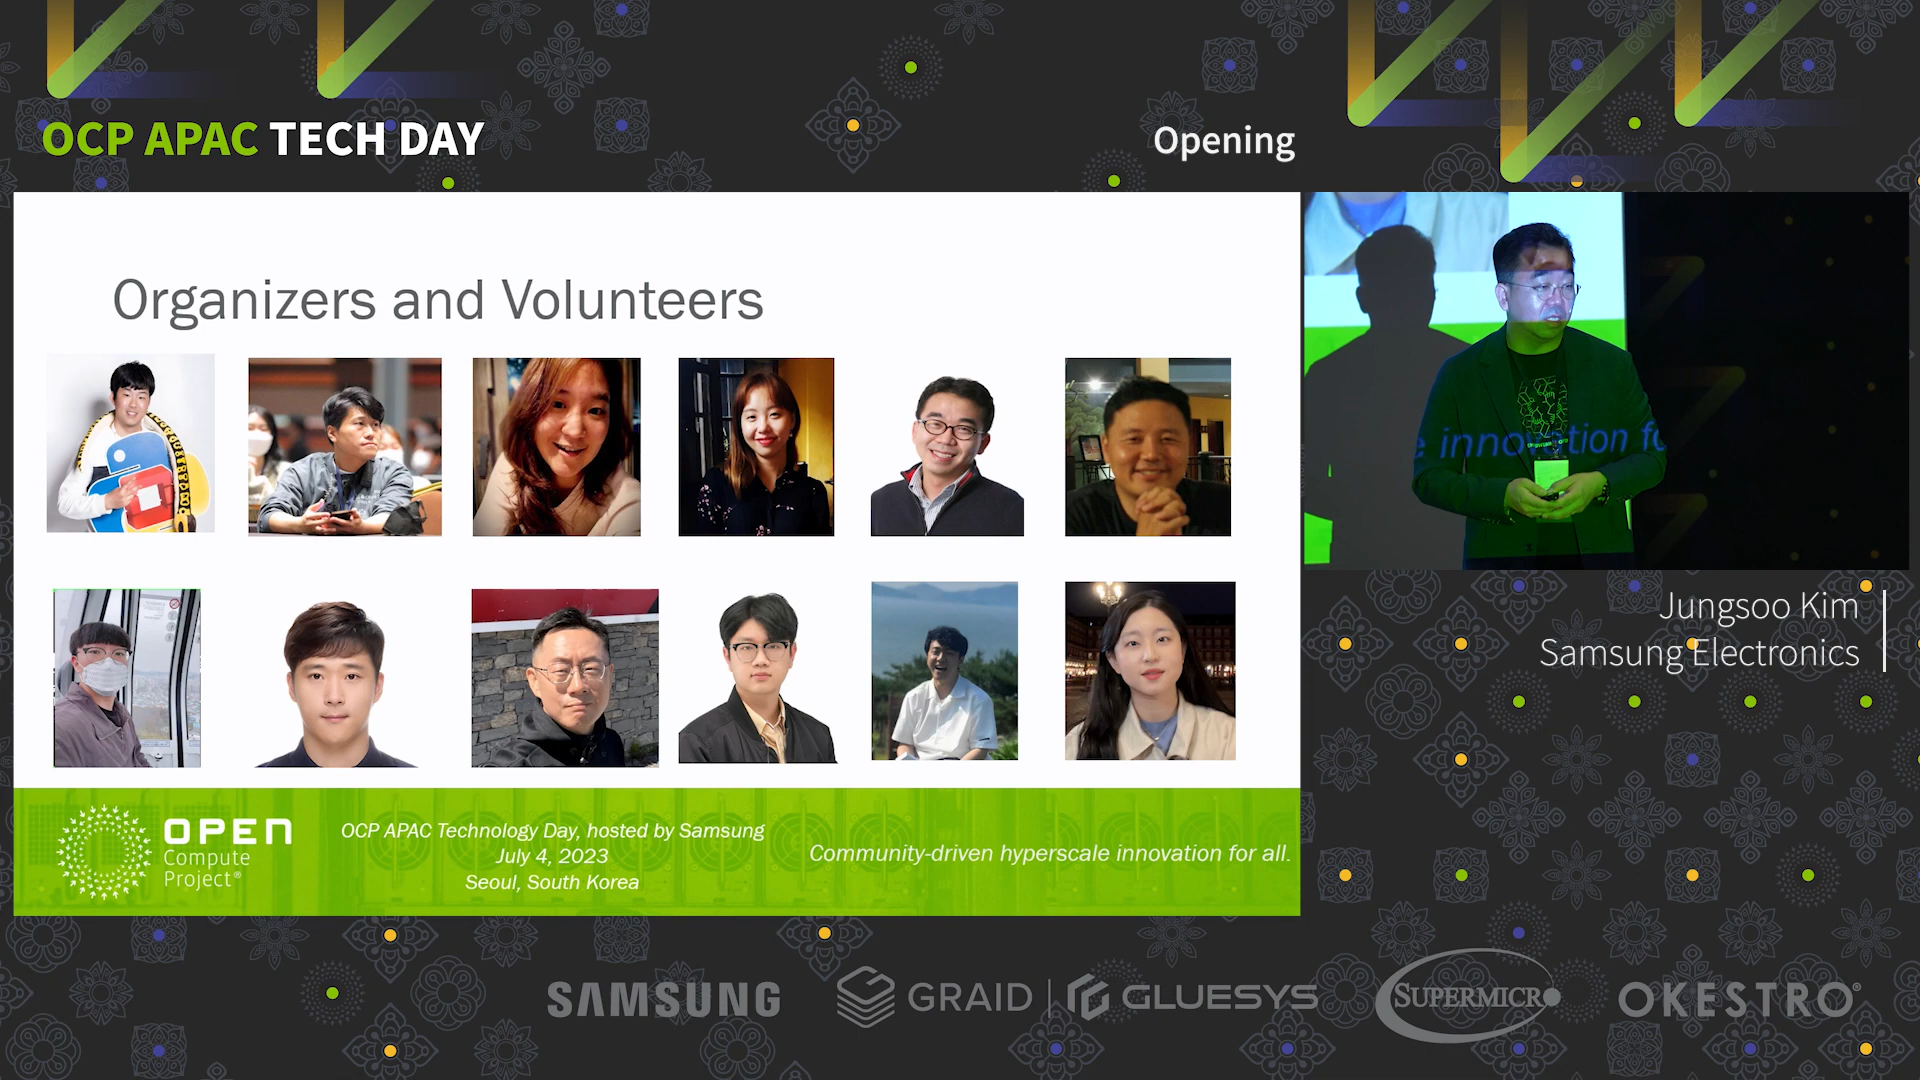 OCP APAC TECH DAY
Opening
Organizers and Volunteers
innovation fo
Jungsoo Kim
Samsung Electronics
OPEN
Compute
Project®
OCP APAC Technology Day, hosted by Samsung
July 4, 2023
Seoul, South Korea
Community-driven hyperscale innovation for all.
SAMSUNG
GRAID
GLUESYS
SUPERMICRO
OKESTRO®